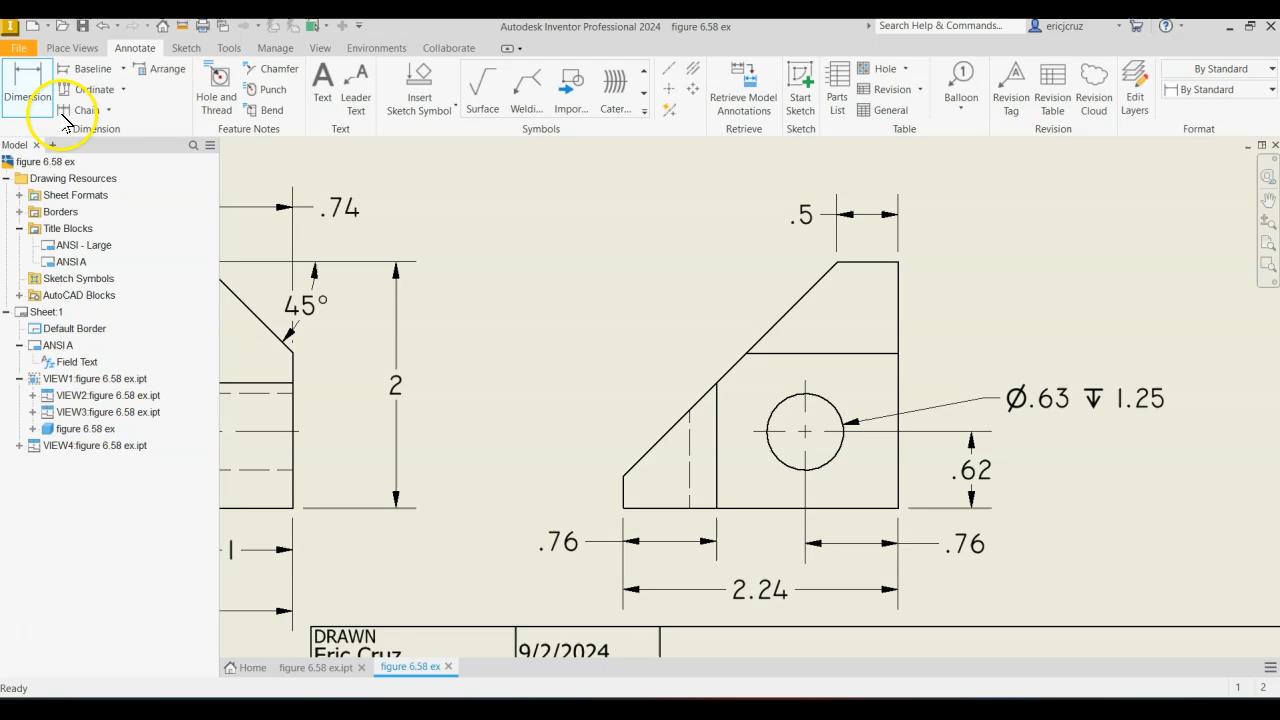 Autodesk Inventor Professional 2024 figure 6.58 ex
Search Help & Commands...
ericjcruz
File Place Views Annotate Sketch Tools Manage View Environments Collaborate
Dimension
Baseline
Ordinate
Chain
Arrange
Dimension
Hole and Thread
Chamfer
Punch
Bend
Feature Notes
Text
Leader Text
Text
Insert Sketch Symbol
Surface
Weldi...
Impor...
Cater...
Symbols
Retrieve Model Annotations
Retrieve
Start Sketch
Sketch
Parts List
Hole
Revision
General
Table
Balloon
Revision Tag
Revision Table
Revision Cloud
Revision
Edit Layers
By Standard
By Standard
Format
Model
figure 6.58 ex
Drawing Resources
Sheet Formats
Borders
Title Blocks
ANSI - Large
ANSI A
Sketch Symbols
AutoCAD Blocks
Sheet:1
Default Border
ANSI A
Field Text
VIEW1:figure 6.58 ex.ipt
VIEW2:figure 6.58 ex.ipt
VIEW3:figure 6.58 ex.ipt
figure 6.58 ex
VIEW4:figure 6.58 ex.ipt
.74
.5
45°
2
Ø.63 ↧ 1.25
.62
1
.76
.76
2.24
DRAWN
Eric Cruz
9/2/2024
Home figure 6.58 ex.ipt figure 6.58 ex
Ready
1 2